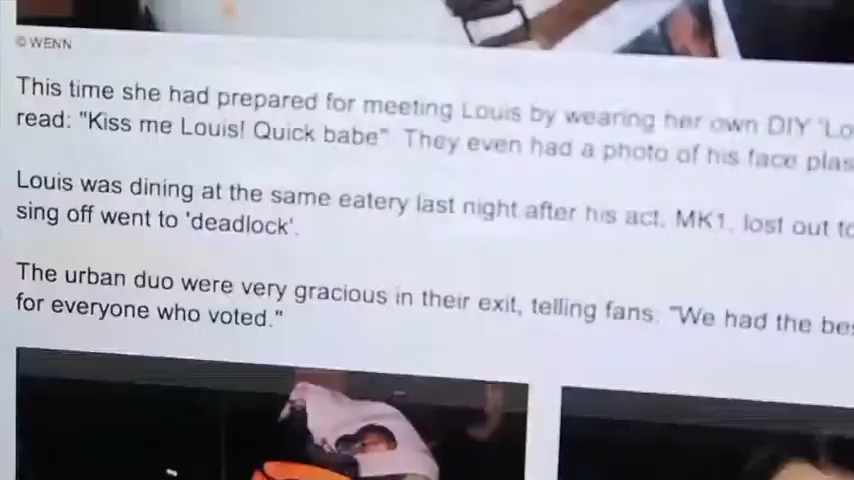 © WENN
This time she had prepared for meeting Louis by wearing her own DIY 'Lo
read: "Kiss me Louis! Quick babe". They even had a photo of his face plas
Louis was dining at the same eatery last night after his act, MK1, lost out to
sing off went to 'deadlock'.
The urban duo were very gracious in their exit, telling fans. "We had the bes
for everyone who voted."